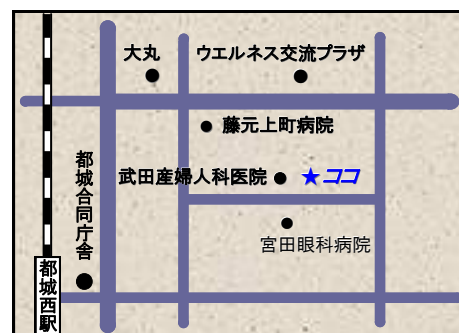 大丸
ウエルネス交流プラザ
藤元上町病院
武田産婦人科医院
★ココ
都城合同庁舎
宮田眼科病院
都城西駅